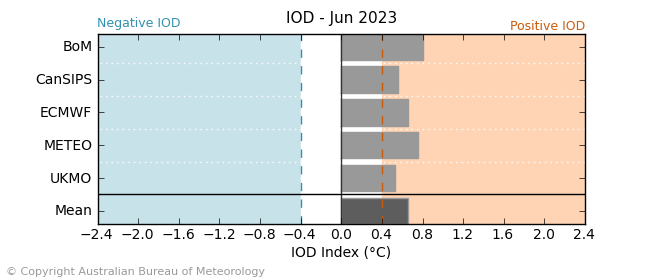 IOD - Jun 2023
Negative IOD
Positive IOD
BoM
CanSIPS
ECMWF
METEO
UKMO
Mean
−2.4 −2.0 −1.6 −1.2 −0.8 −0.4 0.0 0.4 0.8 1.2 1.6 2.0 2.4
IOD Index (°C)
© Copyright Australian Bureau of Meteorology